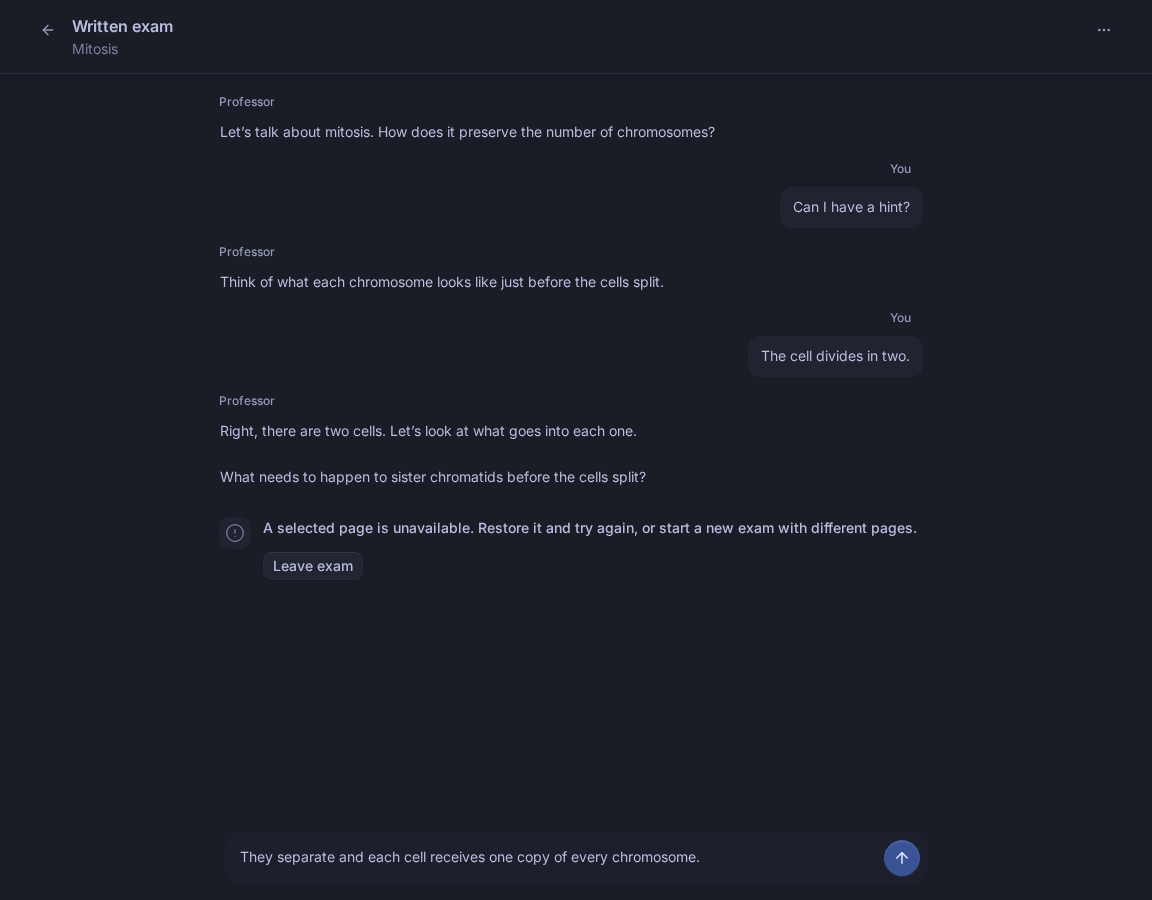 Written exam
Mitosis
Professor
Let’s talk about mitosis. How does it preserve the number of chromosomes?
You
Can I have a hint?
Professor
Think of what each chromosome looks like just before the cells split.
You
The cell divides in two.
Professor
Right, there are two cells. Let’s look at what goes into each one.
What needs to happen to sister chromatids before the cells split?
A selected page is unavailable. Restore it and try again, or start a new exam with different pages.
Leave exam
They separate and each cell receives one copy of every chromosome.